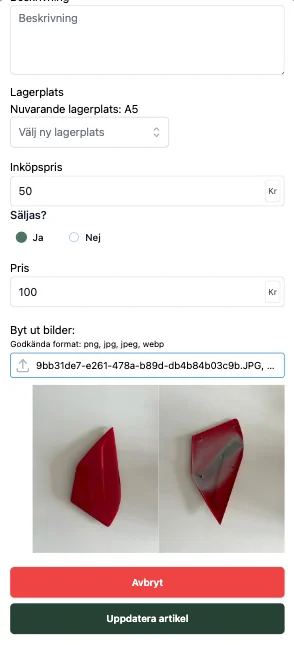 Beskrivning
Beskrivning
Lagerplats
Nuvarande lagerplats: A5
Välj ny lagerplats
Inköpspris
50
Kr
Säljas?
Ja
Nej
Pris
100
Kr
Byt ut bilder:
Godkända format: png, jpg, jpeg, webp
9bb31de7-e261-478a-b89d-db4b84b03c9b.JPG, ...
Avbryt
Uppdatera artikel